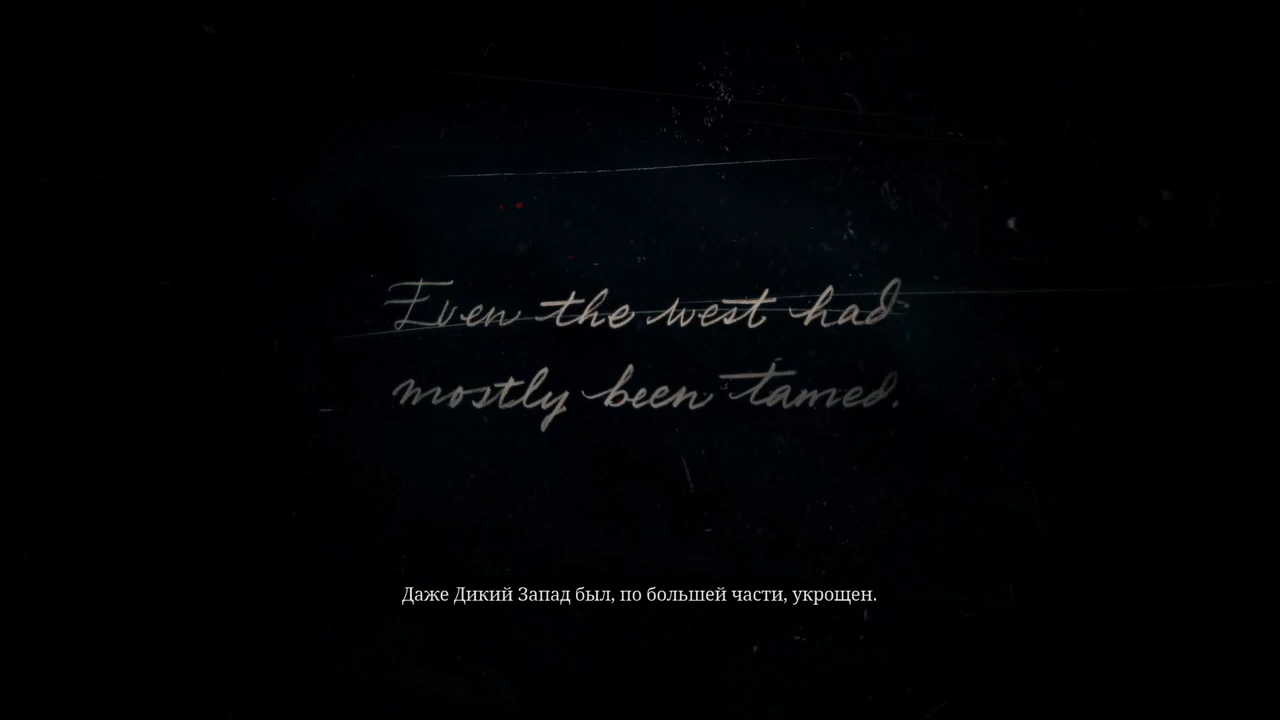 Even the west had
mostly been tamed.
Даже Дикий Запад был, по большей части, укрощен.